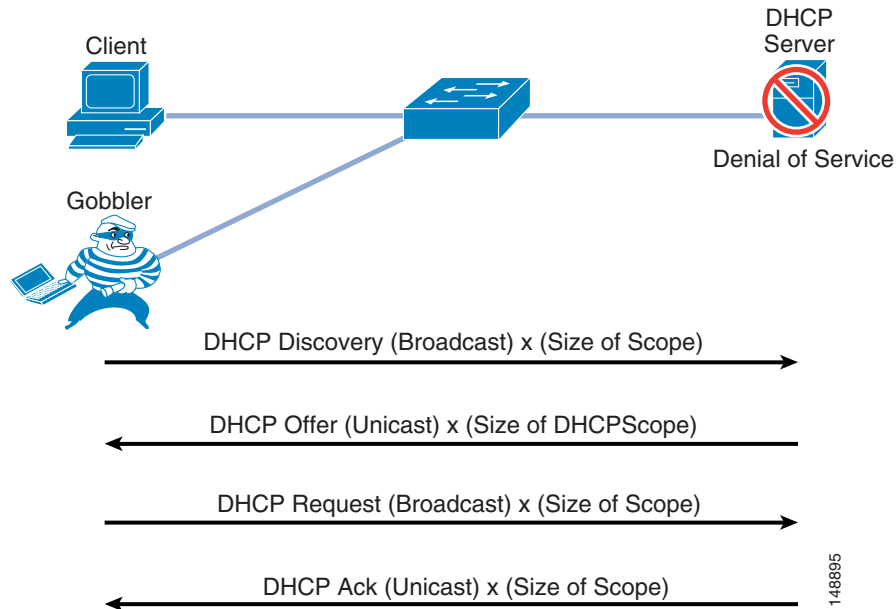 Client
DHCP
Server
Denial of Service
Gobbler
DHCP Discovery (Broadcast) x (Size of Scope)
DHCP Offer (Unicast) x (Size of DHCPScope)
DHCP Request (Broadcast) x (Size of Scope)
DHCP Ack (Unicast) x (Size of Scope)
148895